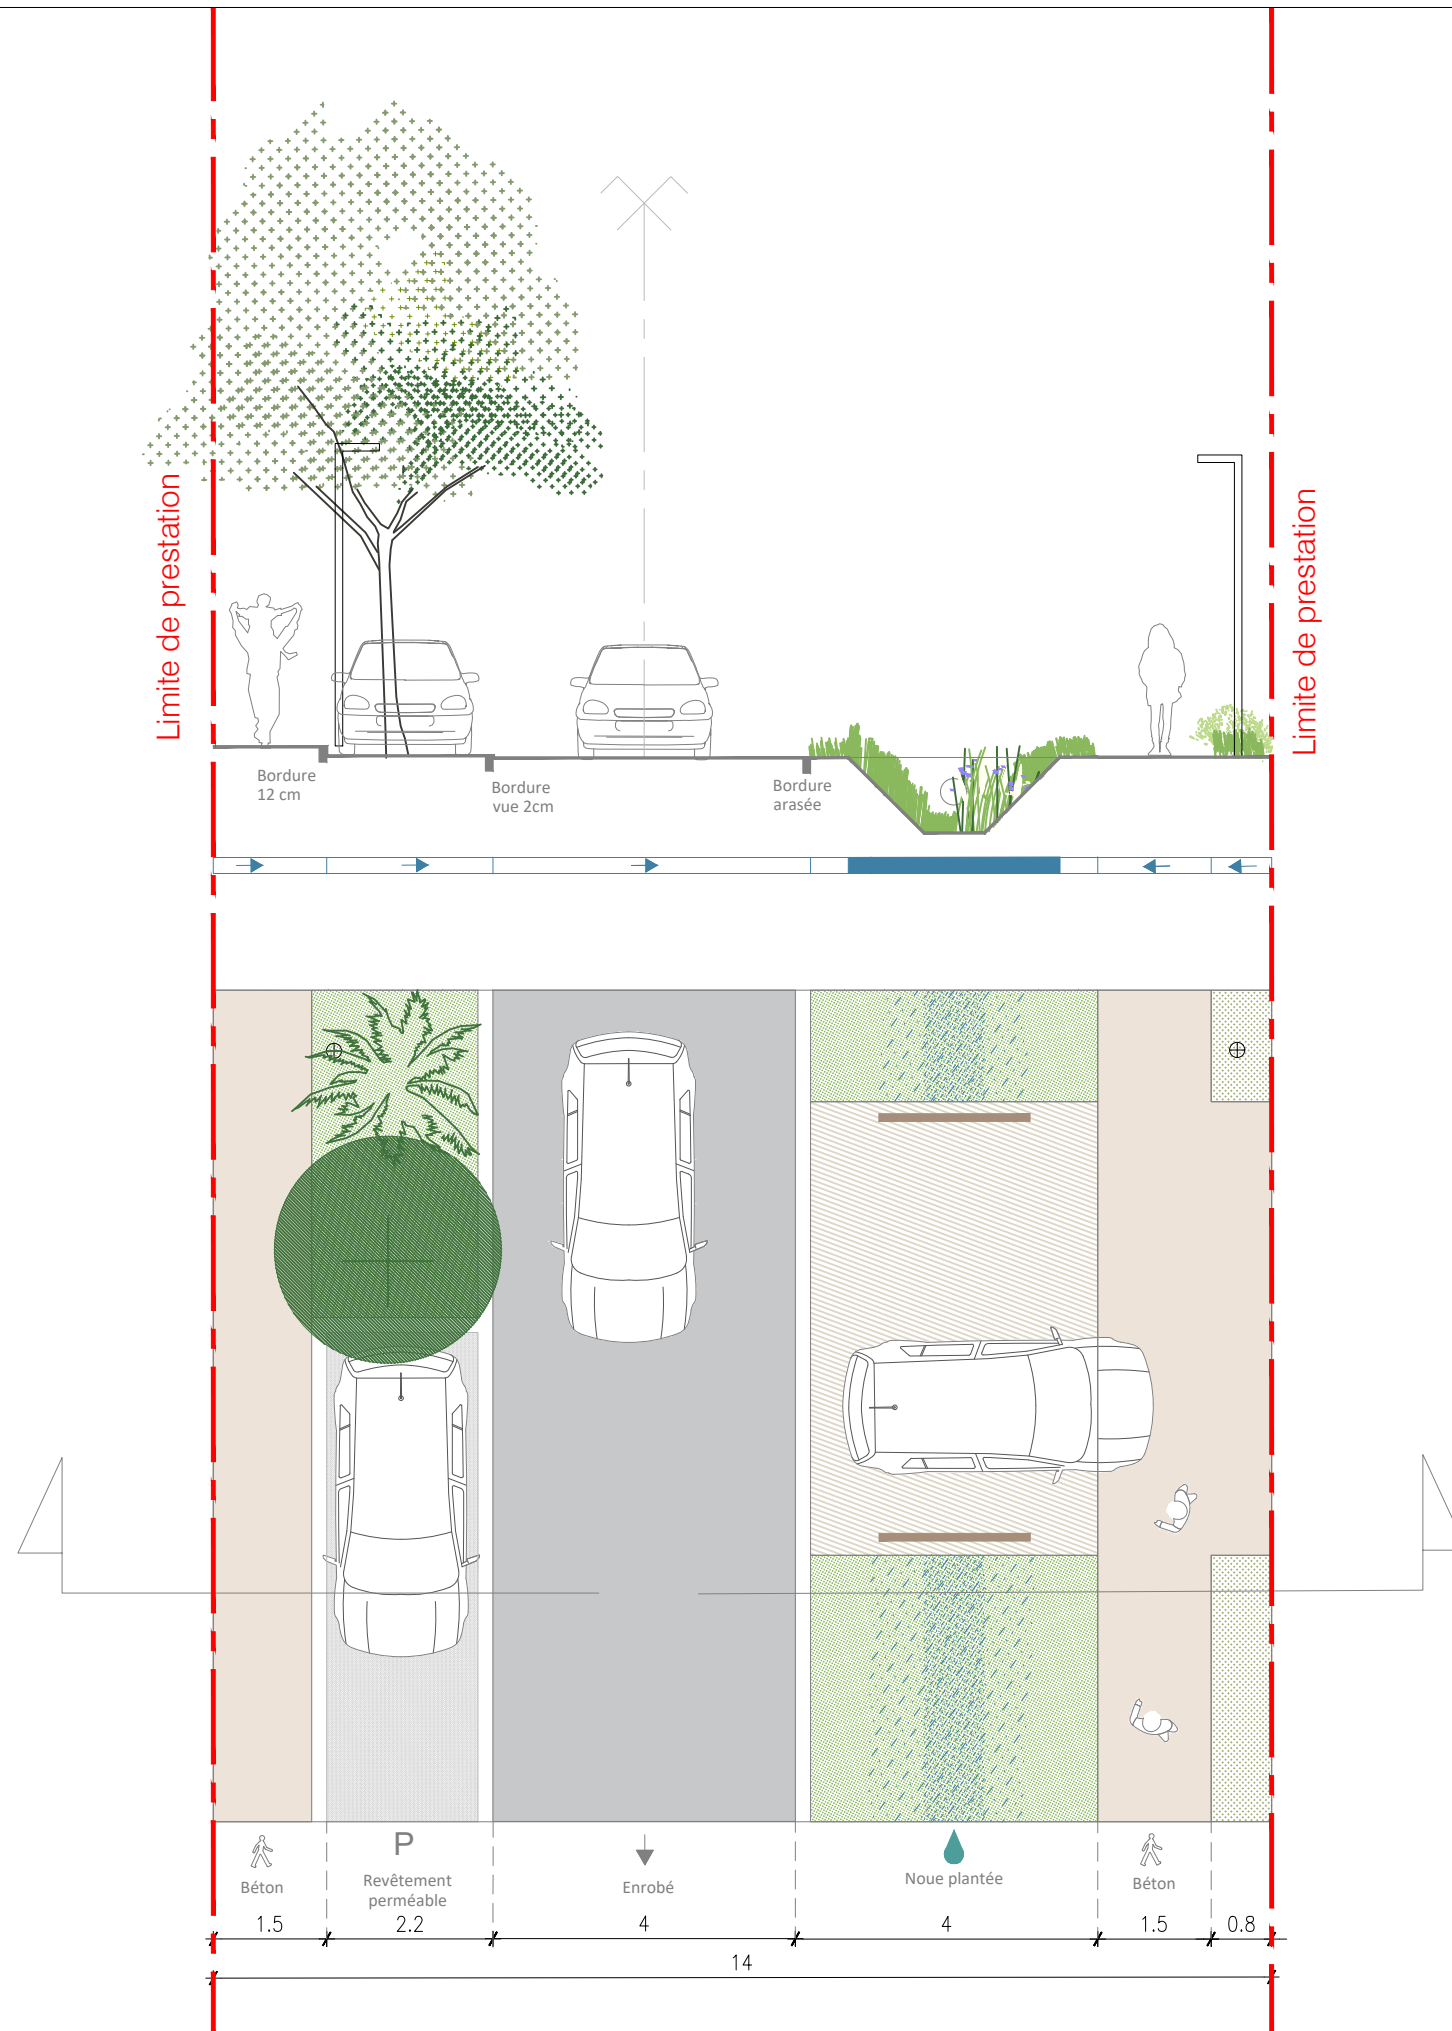 Limite de prestation
Limite de prestation
Bordure
12 cm
Bordure
vue 2cm
Bordure
arasée
P
Béton
Revêtement
perméable
Enrobé
Noue plantée
Béton
1.5
2.2
4
4
1.5
0.8
14